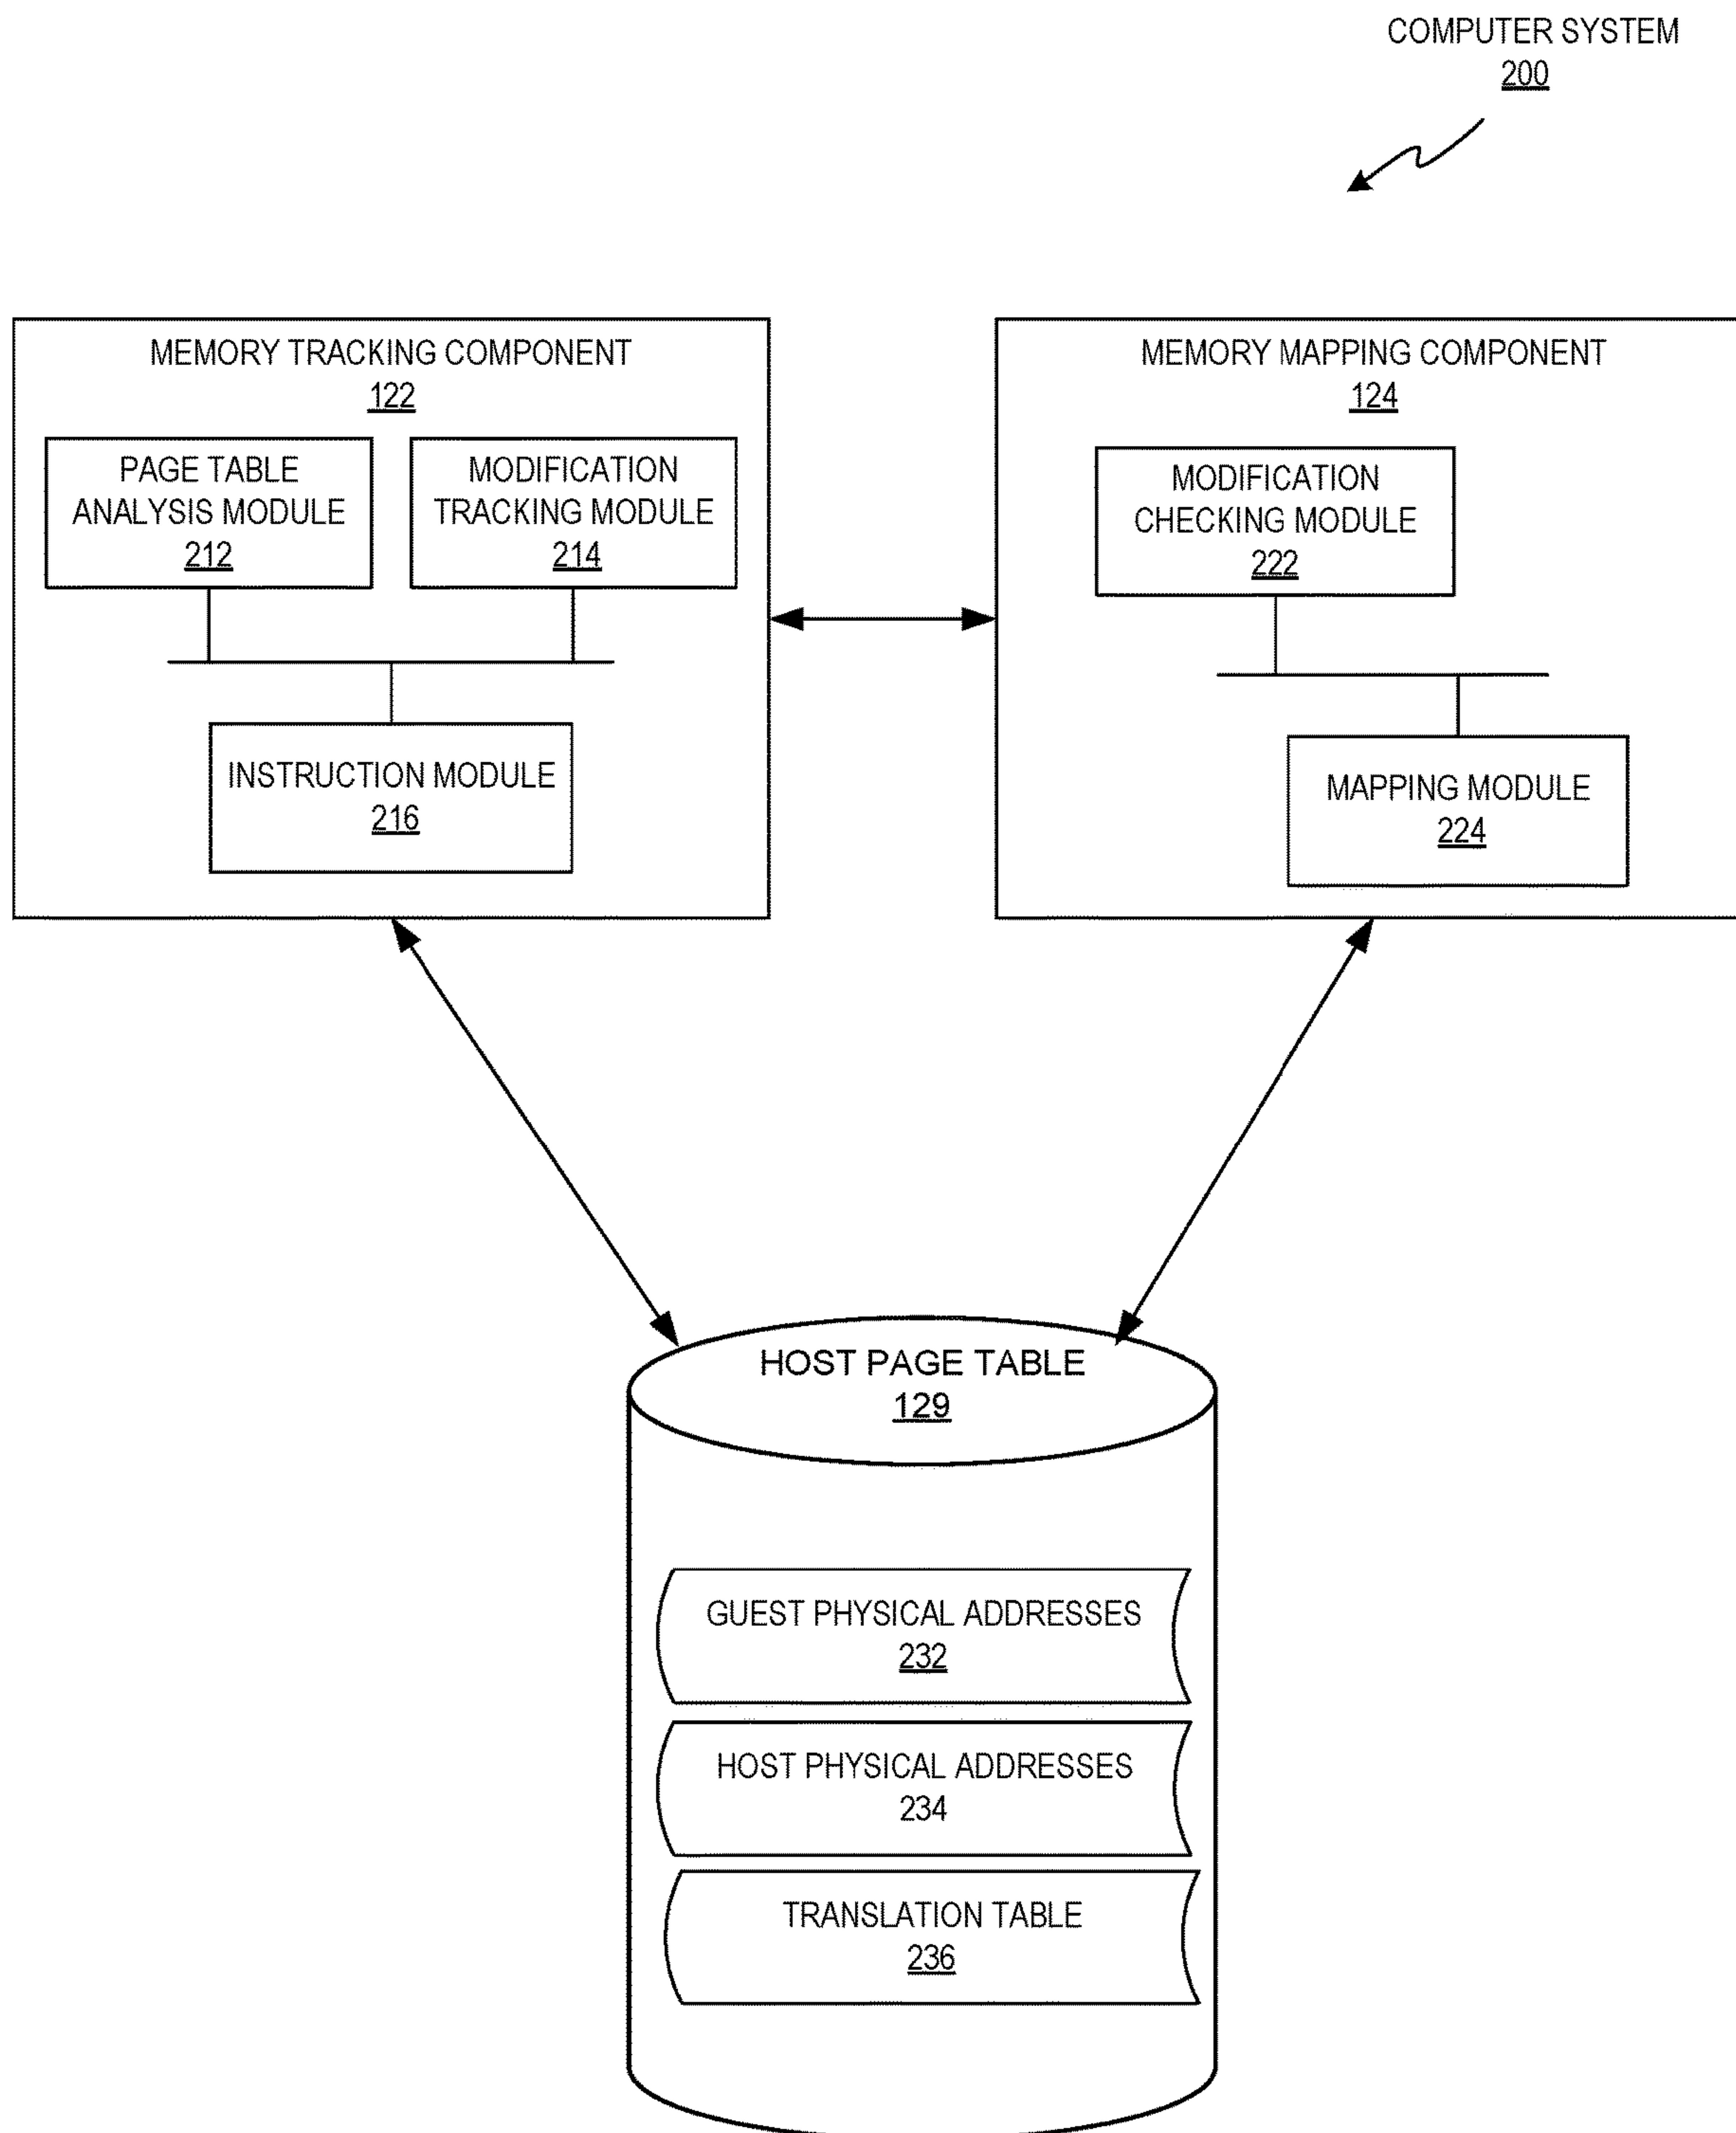 COMPUTER SYSTEM
200
MEMORY TRACKING COMPONENT
122
PAGE TABLE
ANALYSIS MODULE
212
MODIFICATION
TRACKING MODULE
214
INSTRUCTION MODULE
216
MEMORY MAPPING COMPONENT
124
MODIFICATION
CHECKING MODULE
222
MAPPING MODULE
224
HOST PAGE TABLE
129
GUEST PHYSICAL ADDRESSES
232
HOST PHYSICAL ADDRESSES
234
TRANSLATION TABLE
236